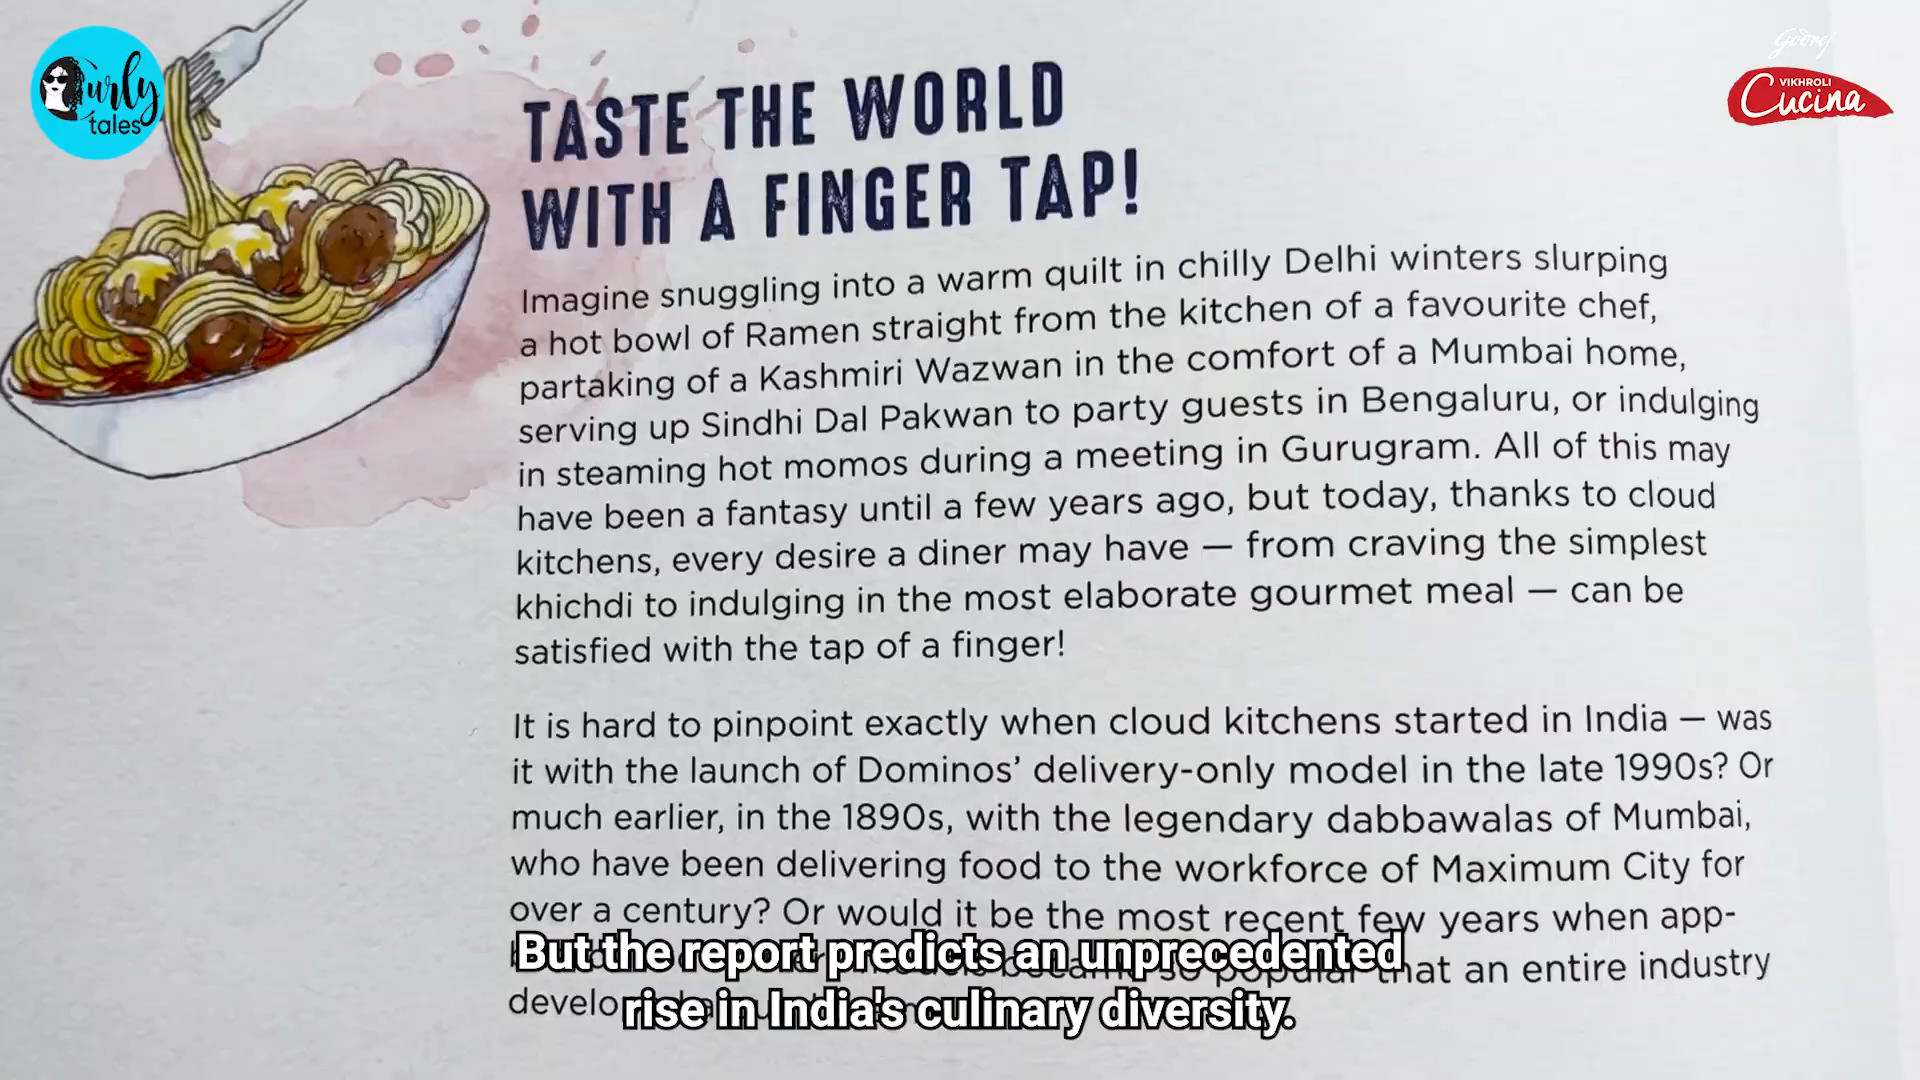 Curly
tales
Godrej
VIKHROLI
Cucina
TASTE THE WORLD
WITH A FINGER TAP!
Imagine snuggling into a warm quilt in chilly Delhi winters slurping
a hot bowl of Ramen straight from the kitchen of a favourite chef,
partaking of a Kashmiri Wazwan in the comfort of a Mumbai home,
serving up Sindhi Dal Pakwan to party guests in Bengaluru, or indulging
in steaming hot momos during a meeting in Gurugram. All of this may
have been a fantasy until a few years ago, but today, thanks to cloud
kitchens, every desire a diner may have — from craving the simplest
khichdi to indulging in the most elaborate gourmet meal — can be
satisfied with the tap of a finger!
It is hard to pinpoint exactly when cloud kitchens started in India — was
it with the launch of Dominos’ delivery-only model in the late 1990s? Or
much earlier, in the 1890s, with the legendary dabbawalas of Mumbai,
who have been delivering food to the workforce of Maximum City for
over a century? Or would it be the most recent few years when app-
so popular that an entire industry
But the report predicts an unprecedented
rise in India's culinary diversity.